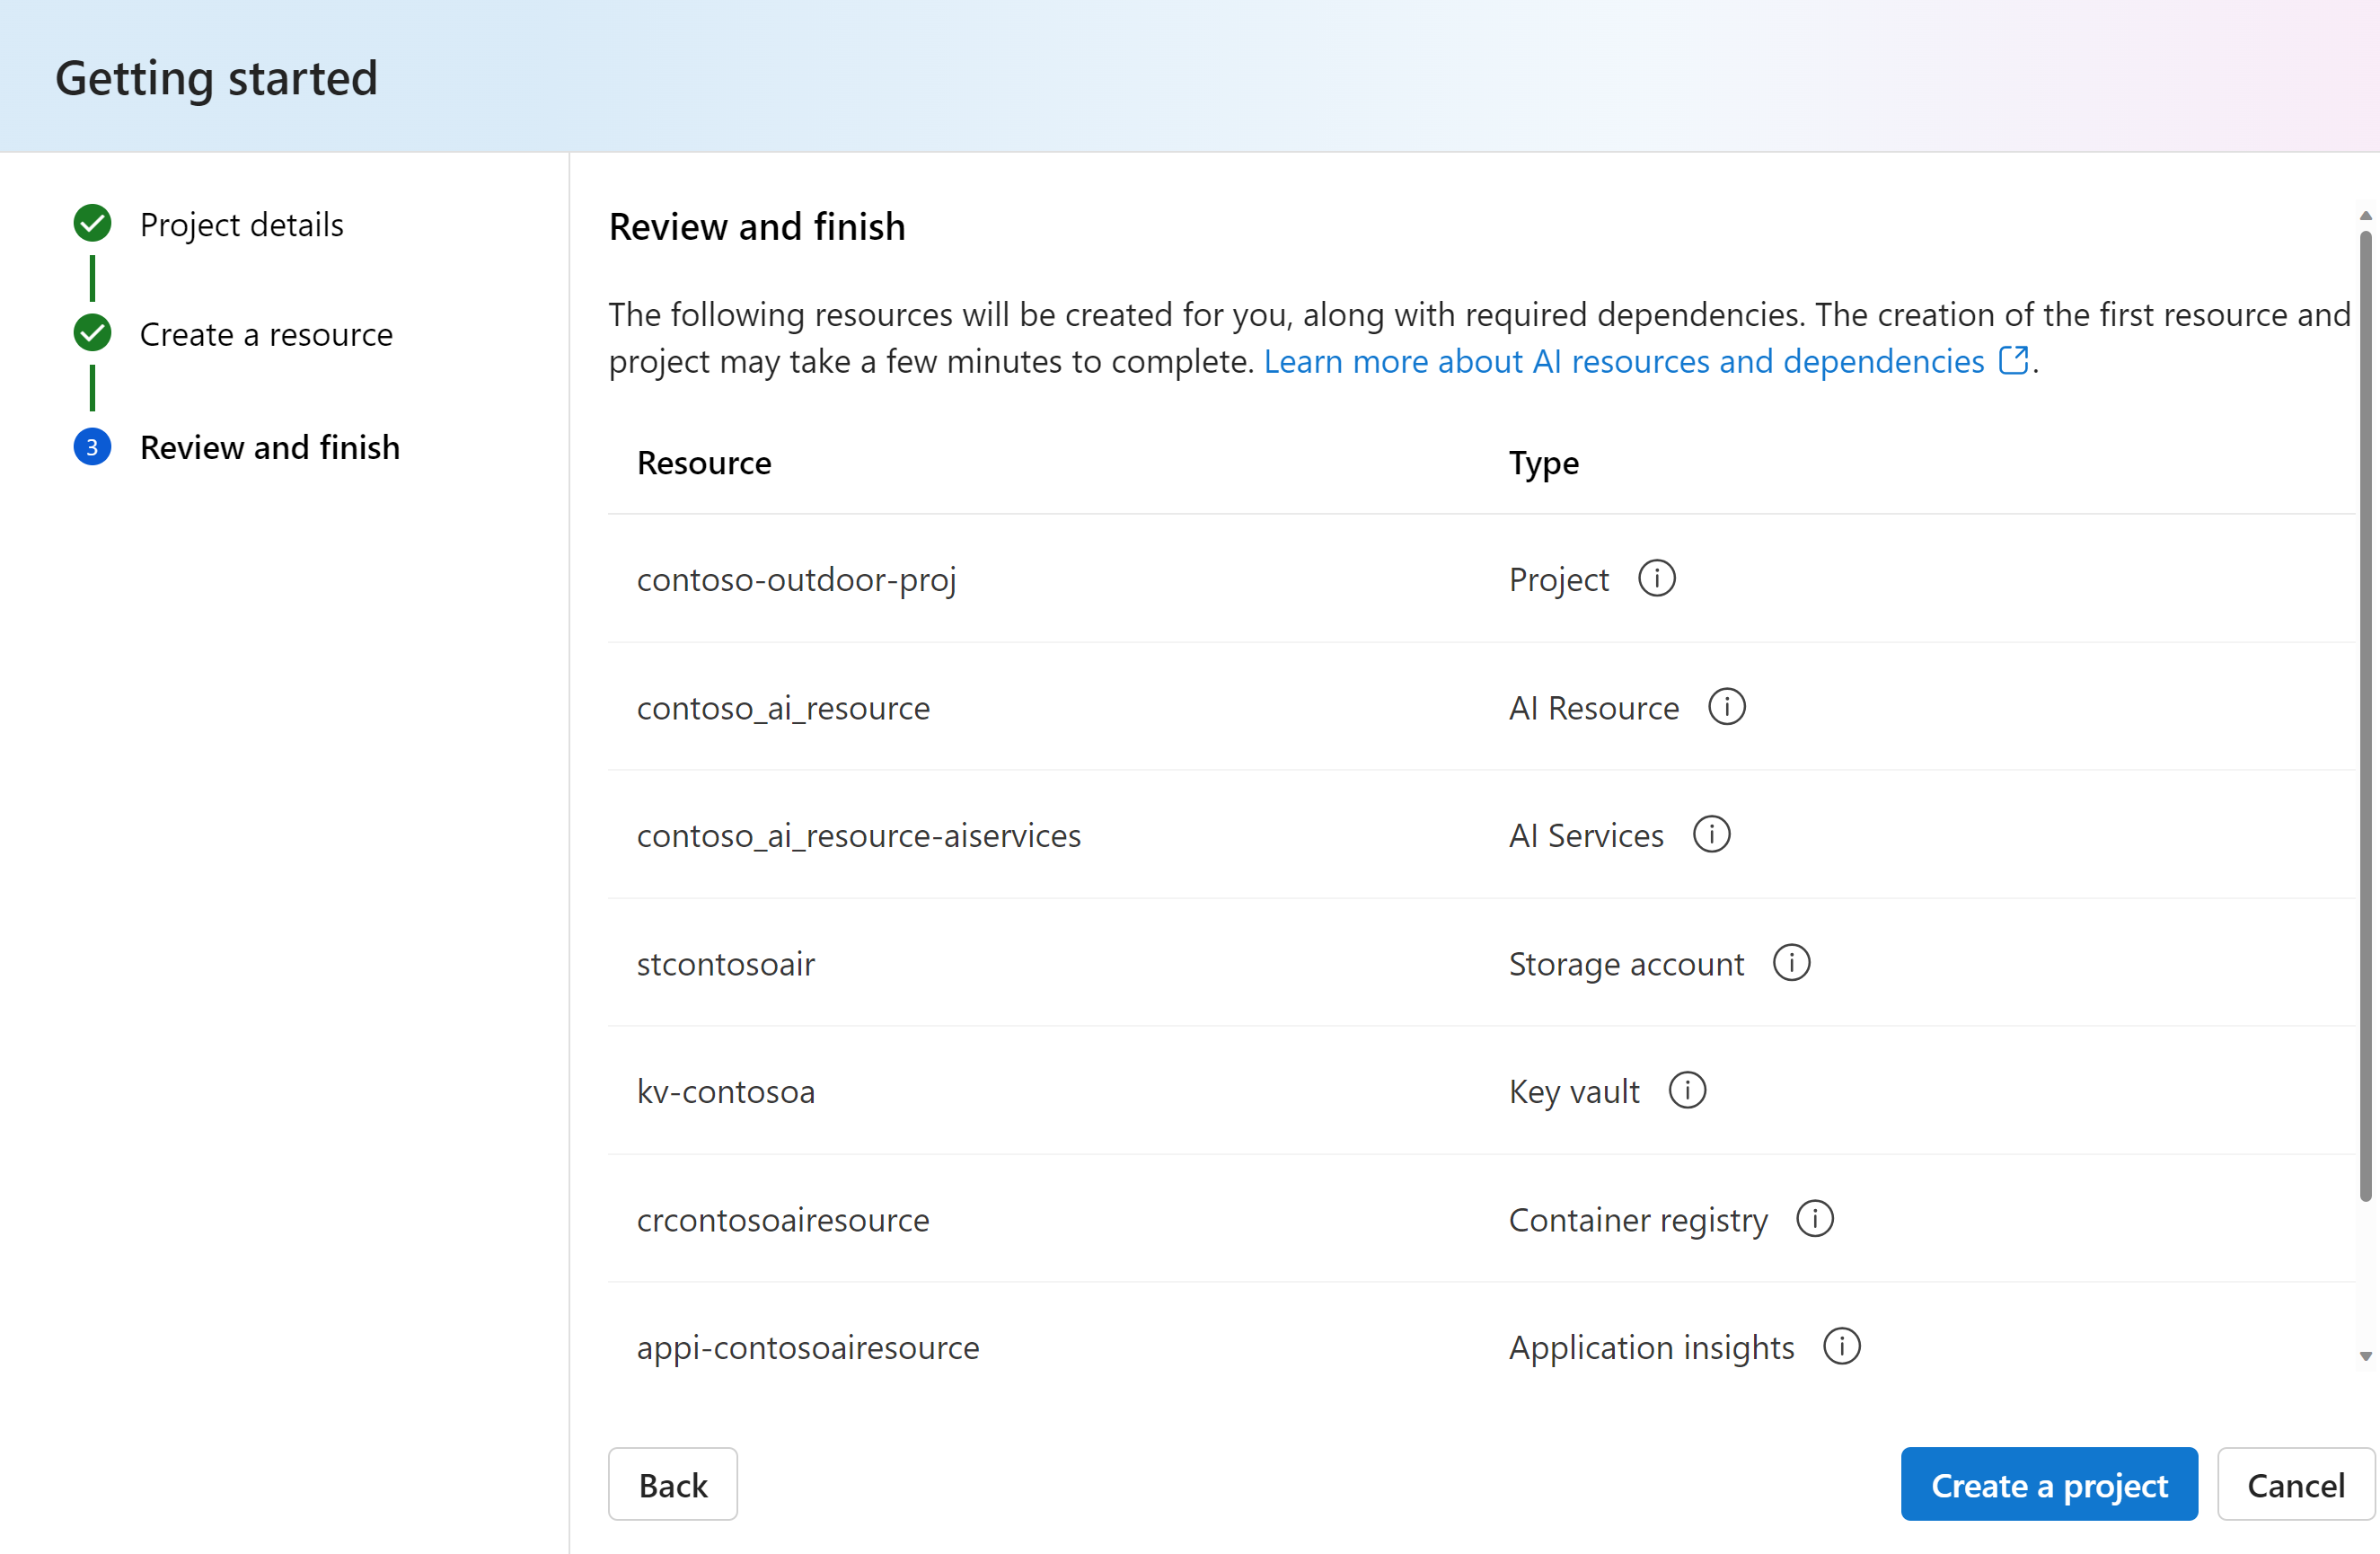 Getting started
Project details
Create a resource
3
Review and finish
Review and finish
The following resources will be created for you, along with required dependencies. The creation of the first resource and
project may take a few minutes to complete. Learn more about AI resources and dependencies.
Resource Type
contoso-outdoor-proj Project
contoso_ai_resource AI Resource
contoso_ai_resource-aiservices AI Services
stcontosoair Storage account
kv-contosoa Key vault
crcontosoairesource Container registry
appi-contosoairesource Application insights
Back Create a project Cancel